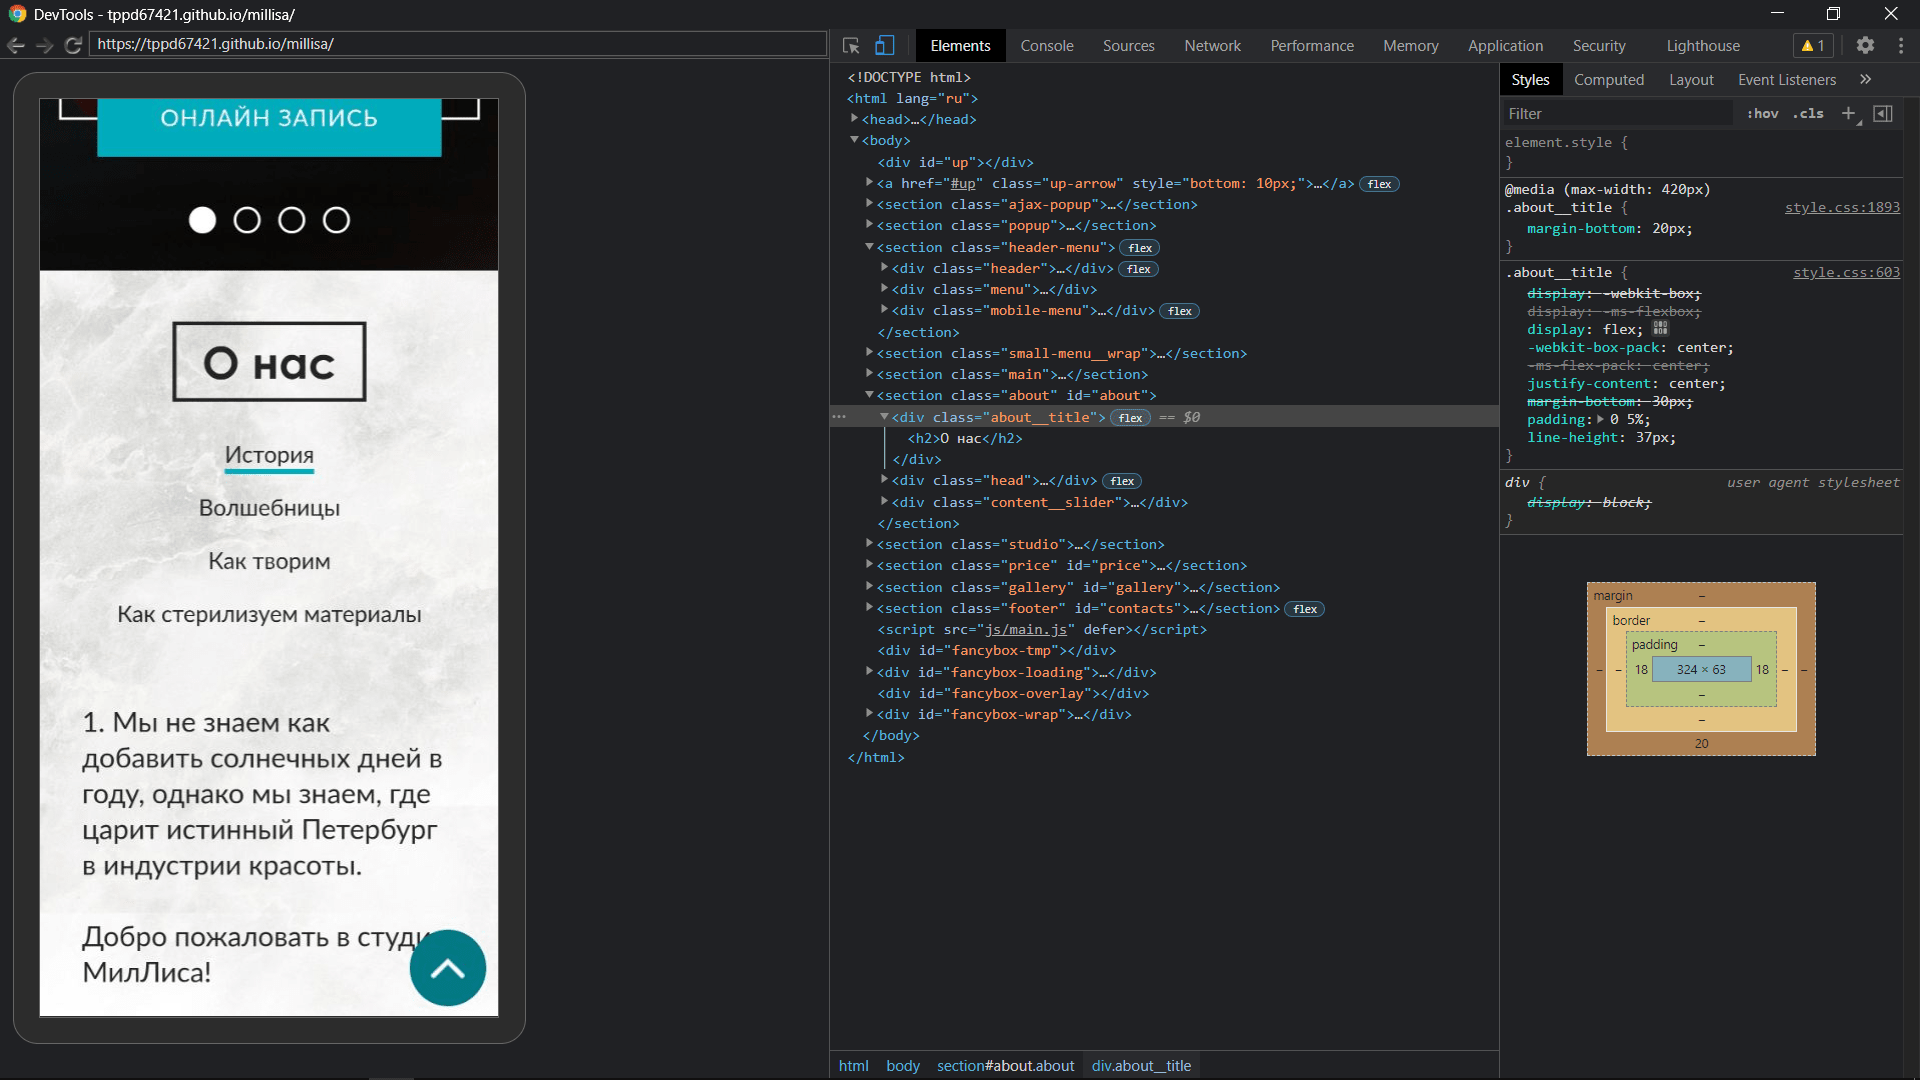 DevTools - tppd67421.github.io/millisa/
https://tppd67421.github.io/millisa/
ОНЛАЙН ЗАПИСЬ
О нас
История
Волшебницы
Как творим
Как стерилизуем материалы
1. Мы не знаем как
добавить солнечных дней в
году, однако мы знаем, где
царит истинный Петербург
в индустрии красоты.
Добро пожаловать в студи
МилЛиса!
Elements Console Sources Network Performance Memory Application Security Lighthouse 1
<!DOCTYPE html>
<html lang="ru">
<head>…</head>
<body>
<div id="up"></div>
<a href="#up" class="up-arrow" style="bottom: 10px;">…</a> flex
<section class="ajax-popup">…</section>
<section class="popup">…</section>
<section class="header-menu"> flex
<div class="header">…</div> flex
<div class="menu">…</div>
<div class="mobile-menu">…</div> flex
</section>
<section class="small-menu__wrap">…</section>
<section class="main">…</section>
<section class="about" id="about">
… <div class="about__title"> flex == $0
<h2>О нас</h2>
</div>
<div class="head">…</div> flex
<div class="content__slider">…</div>
</section>
<section class="studio">…</section>
<section class="price" id="price">…</section>
<section class="gallery" id="gallery">…</section>
<section class="footer" id="contacts">…</section> flex
<script src="js/main.js" defer></script>
<div id="fancybox-tmp"></div>
<div id="fancybox-loading">…</div>
<div id="fancybox-overlay"></div>
<div id="fancybox-wrap">…</div>
</body>
</html>
html body section#about.about div.about__title
Styles Computed Layout Event Listeners »
Filter :hov .cls +
element.style {
}
@media (max-width: 420px)
.about__title { style.css:1893
margin-bottom: 20px;
}
.about__title { style.css:603
display: -webkit-box;
display: -ms-flexbox;
display: flex;
-webkit-box-pack: center;
-ms-flex-pack: center;
justify-content: center;
margin-bottom: 30px;
padding: 0 5%;
line-height: 37px;
}
div { user agent stylesheet
display: block;
}
margin –
border –
padding –
– – 18 324 × 63 18 – –
–
–
20